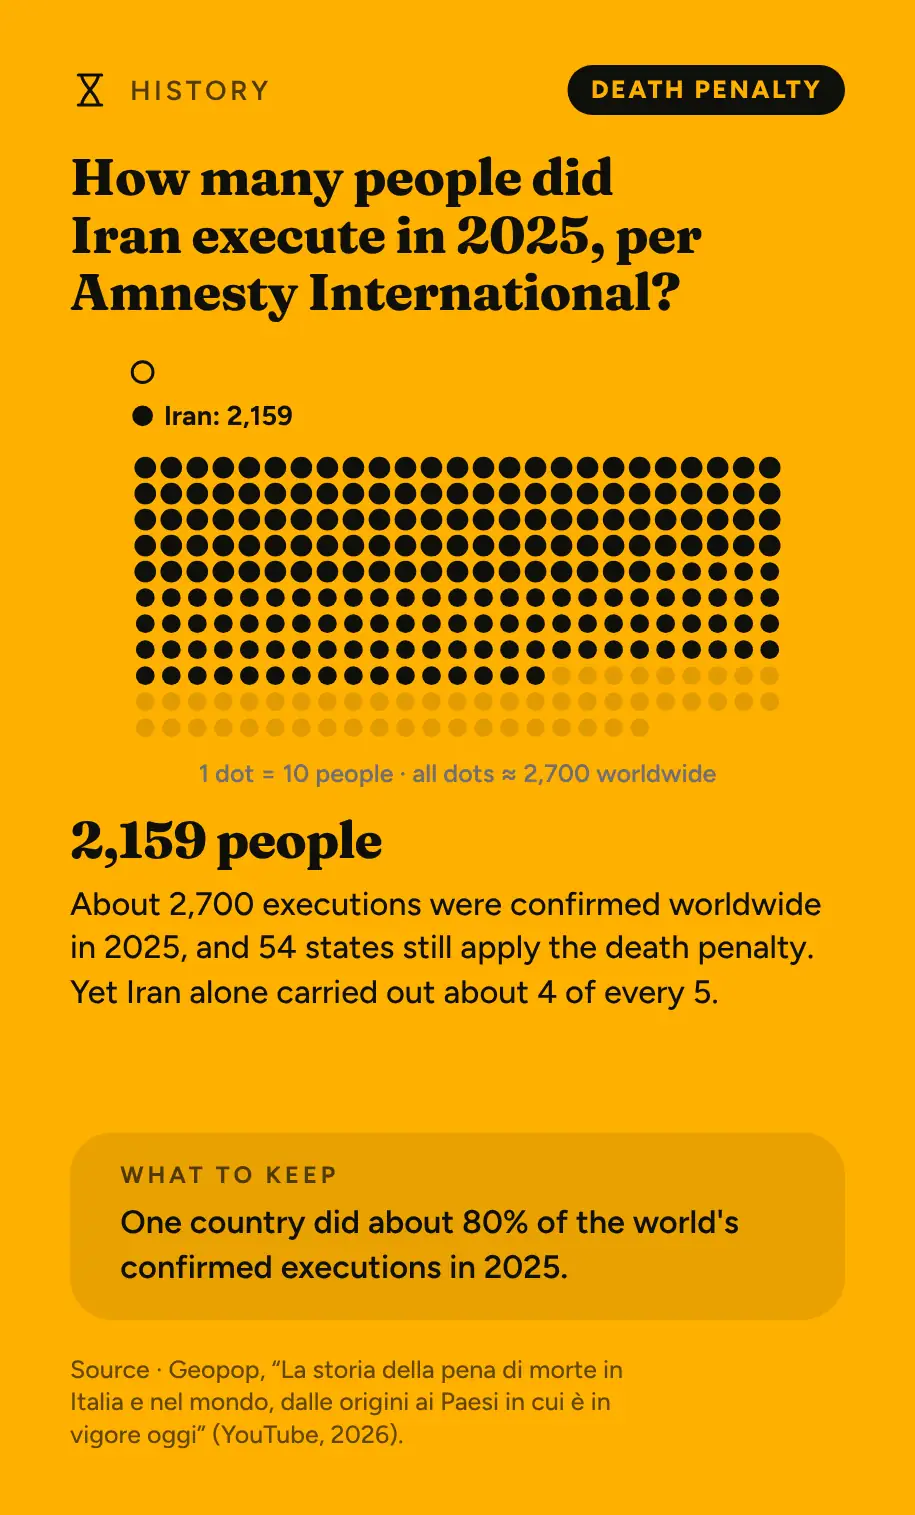 HISTORY
DEATH PENALTY
How many people did
Iran execute in 2025, per
Amnesty International?
Iran: 2,159
1 dot = 10 people · all dots ≈ 2,700 worldwide
2,159 people
About 2,700 executions were confirmed worldwide
in 2025, and 54 states still apply the death penalty.
Yet Iran alone carried out about 4 of every 5.
WHAT TO KEEP
One country did about 80% of the world's
confirmed executions in 2025.
Source · Geopop, “La storia della pena di morte in
Italia e nel mondo, dalle origini ai Paesi in cui è in
vigore oggi” (YouTube, 2026).